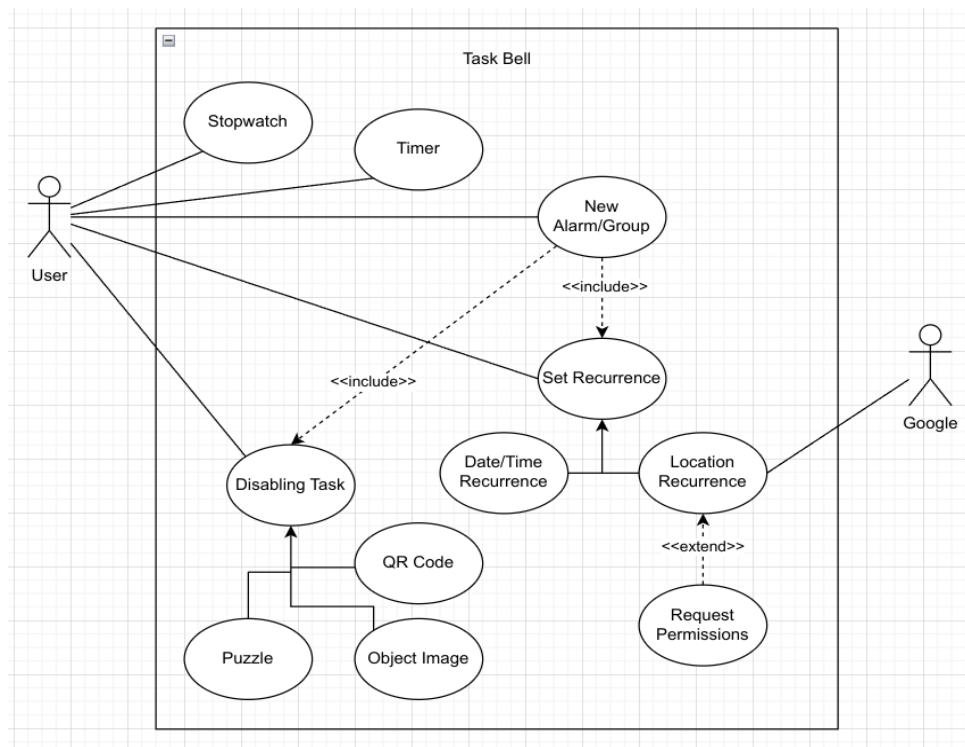 Task Bell
Stopwatch
Timer
New
Alarm/Group
User
<<include>>
Set Recurrence
<<include>>
Google
Date/Time
Recurrence
Location
Recurrence
Disabling Task
<<extend>>
QR Code
Request
Permissions
Puzzle
Object Image